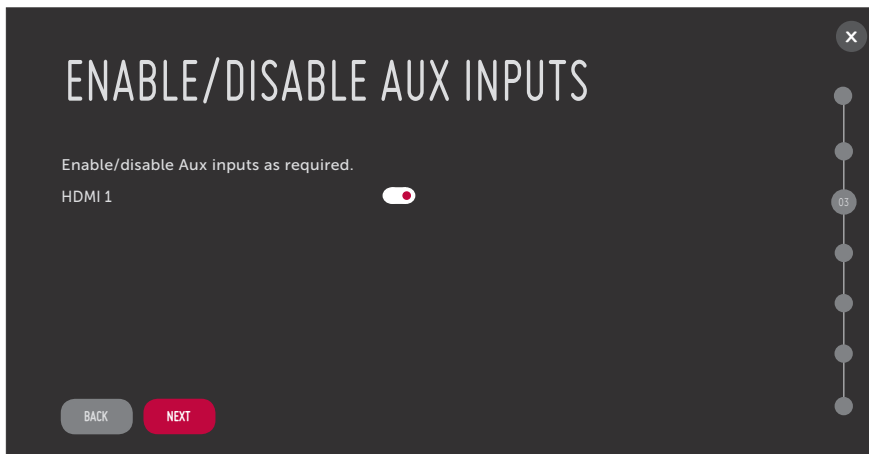 X
ENABLE/DISABLE AUX INPUTS
Enable/disable Aux inputs as required.
HDMI 1
03
BACK NEXT